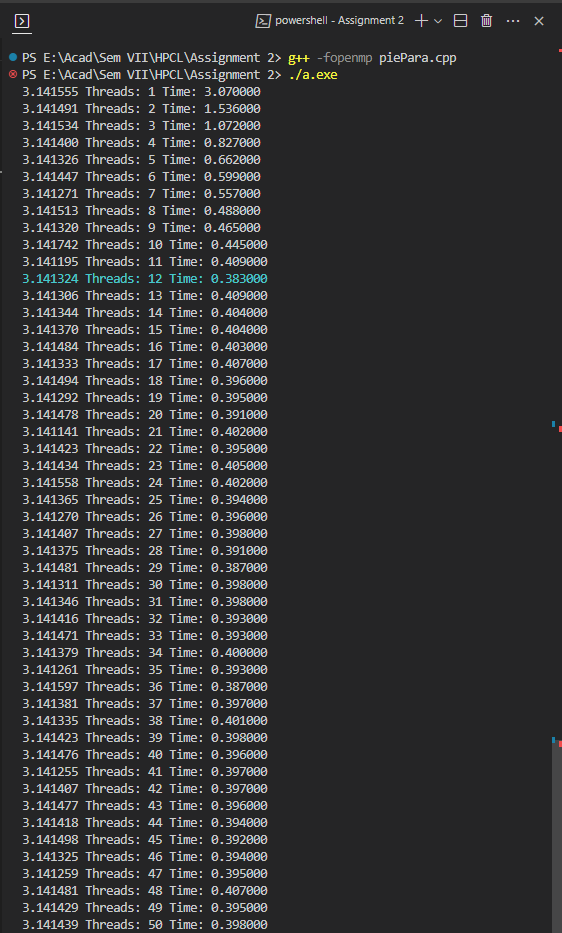 powershell - Assignment 2
PS E:\Acad\Sem VII\HPCL\Assignment 2> g++ -fopenmp piePara.cpp
PS E:\Acad\Sem VII\HPCL\Assignment 2> ./a.exe
3.141555 Threads: 1 Time: 3.070000
3.141491 Threads: 2 Time: 1.536000
3.141534 Threads: 3 Time: 1.072000
3.141400 Threads: 4 Time: 0.827000
3.141326 Threads: 5 Time: 0.662000
3.141447 Threads: 6 Time: 0.599000
3.141271 Threads: 7 Time: 0.557000
3.141513 Threads: 8 Time: 0.488000
3.141320 Threads: 9 Time: 0.465000
3.141742 Threads: 10 Time: 0.445000
3.141195 Threads: 11 Time: 0.409000
3.141324 Threads: 12 Time: 0.383000
3.141306 Threads: 13 Time: 0.409000
3.141344 Threads: 14 Time: 0.404000
3.141370 Threads: 15 Time: 0.404000
3.141484 Threads: 16 Time: 0.403000
3.141333 Threads: 17 Time: 0.407000
3.141494 Threads: 18 Time: 0.396000
3.141292 Threads: 19 Time: 0.395000
3.141478 Threads: 20 Time: 0.391000
3.141141 Threads: 21 Time: 0.402000
3.141423 Threads: 22 Time: 0.395000
3.141434 Threads: 23 Time: 0.405000
3.141558 Threads: 24 Time: 0.402000
3.141365 Threads: 25 Time: 0.394000
3.141270 Threads: 26 Time: 0.396000
3.141407 Threads: 27 Time: 0.398000
3.141375 Threads: 28 Time: 0.391000
3.141481 Threads: 29 Time: 0.387000
3.141311 Threads: 30 Time: 0.398000
3.141346 Threads: 31 Time: 0.398000
3.141416 Threads: 32 Time: 0.393000
3.141471 Threads: 33 Time: 0.393000
3.141379 Threads: 34 Time: 0.400000
3.141261 Threads: 35 Time: 0.393000
3.141597 Threads: 36 Time: 0.387000
3.141381 Threads: 37 Time: 0.397000
3.141335 Threads: 38 Time: 0.401000
3.141423 Threads: 39 Time: 0.398000
3.141476 Threads: 40 Time: 0.396000
3.141255 Threads: 41 Time: 0.397000
3.141407 Threads: 42 Time: 0.397000
3.141477 Threads: 43 Time: 0.396000
3.141418 Threads: 44 Time: 0.394000
3.141498 Threads: 45 Time: 0.392000
3.141325 Threads: 46 Time: 0.394000
3.141259 Threads: 47 Time: 0.395000
3.141481 Threads: 48 Time: 0.407000
3.141429 Threads: 49 Time: 0.395000
3.141439 Threads: 50 Time: 0.398000